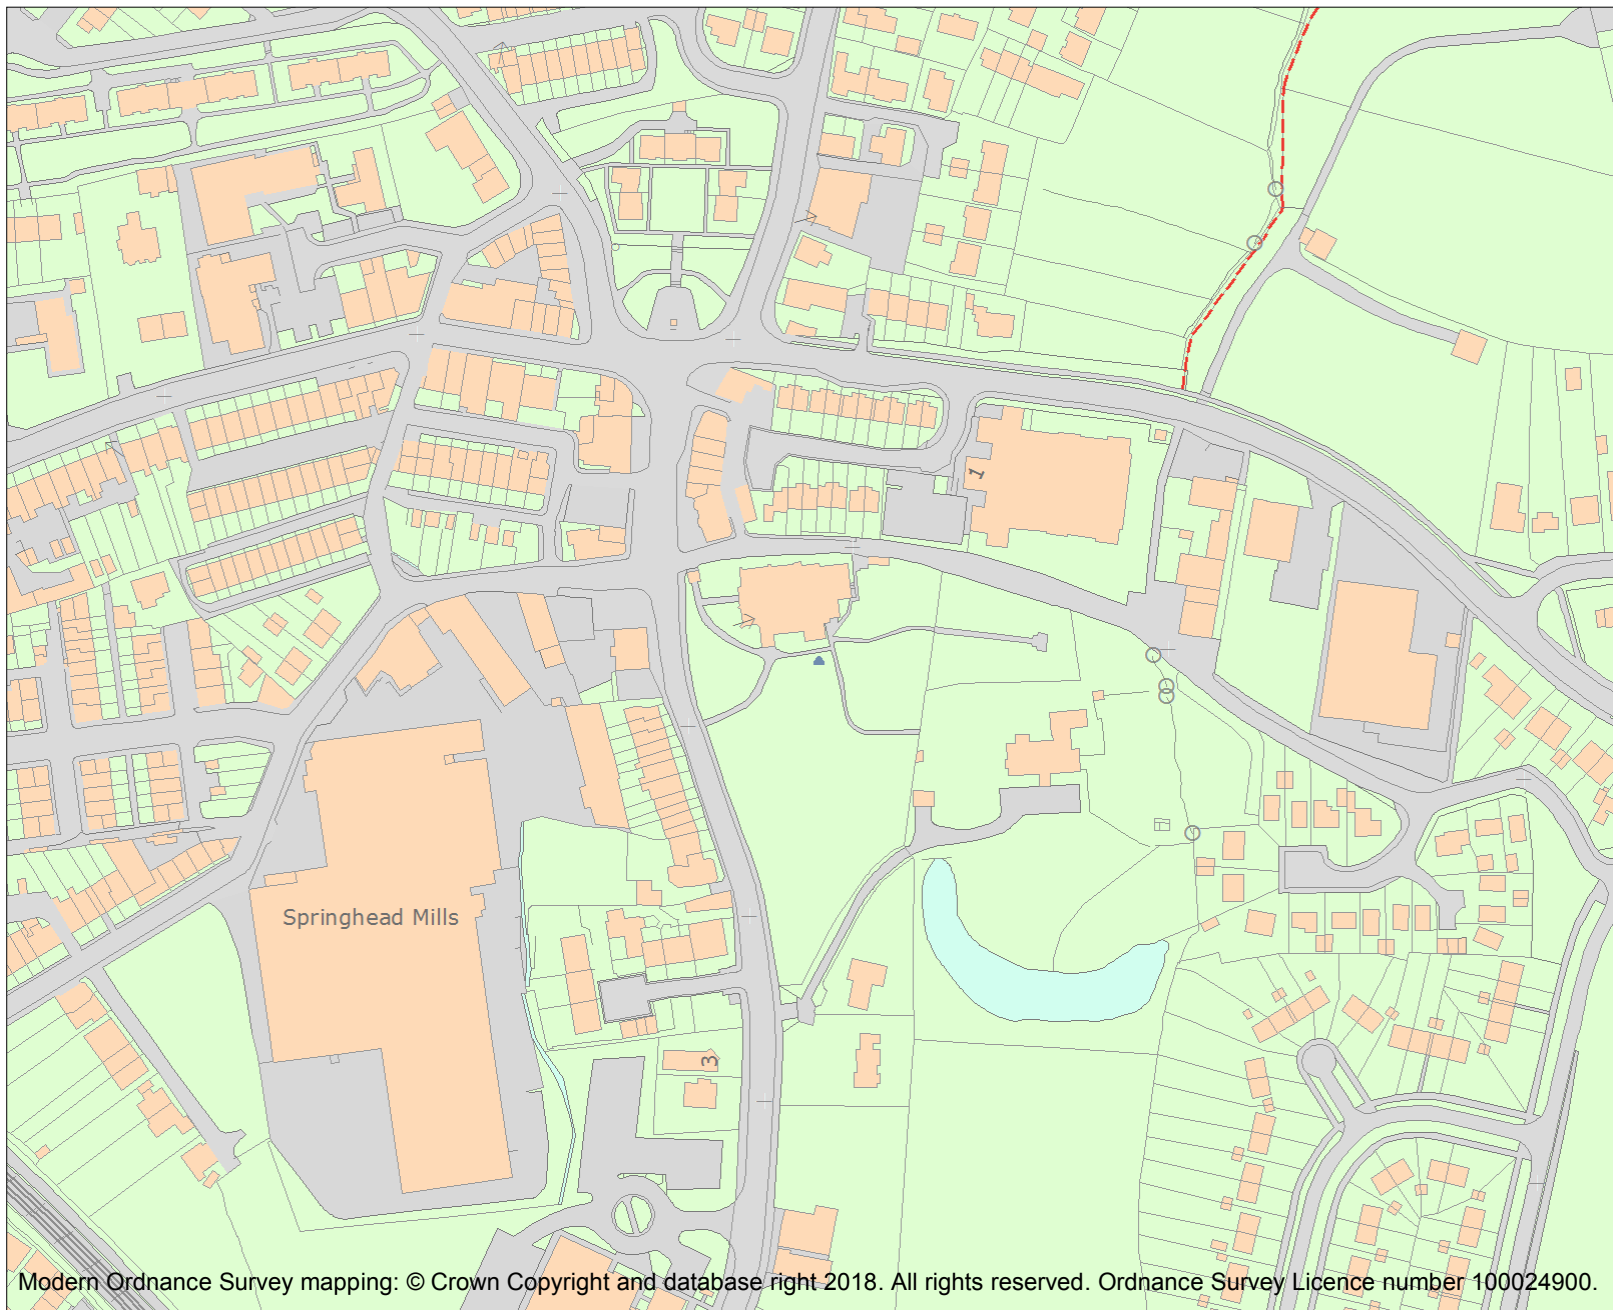 1
Springhead Mills
3
Modern Ordnance Survey mapping: © Crown Copyright and database right 2018. All rights reserved. Ordnance Survey Licence number 100024900.